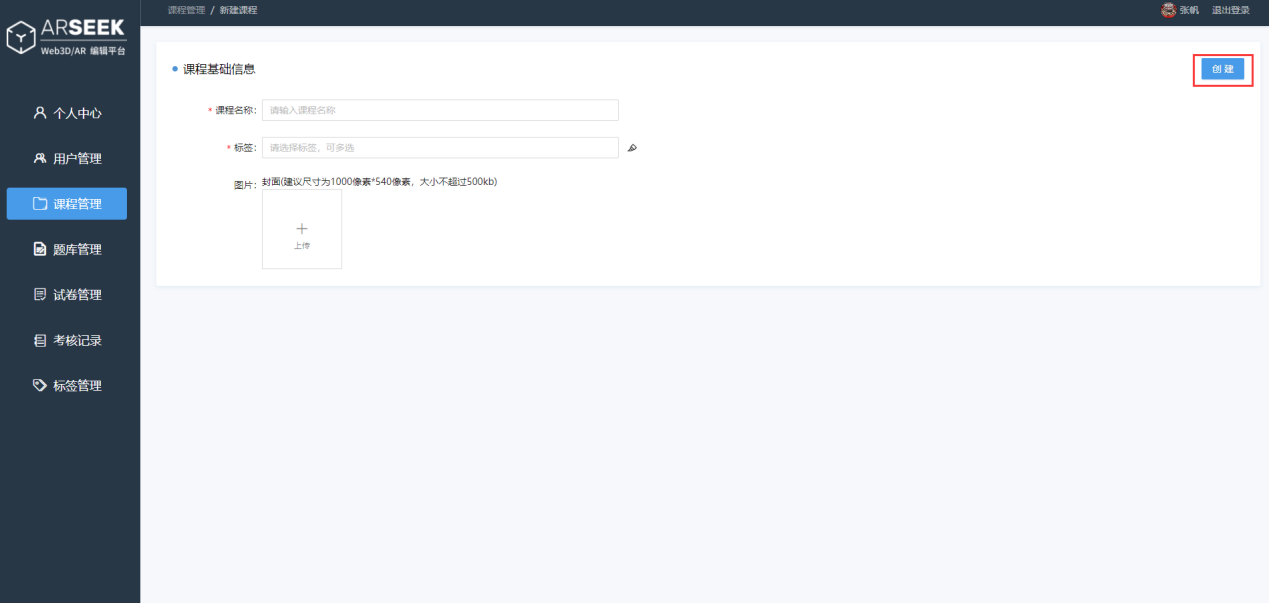 ARSEEK
Web3D/AR 编辑平台
课程管理 / 新建课程
张帆 退出登录
个人中心
用户管理
课程管理
题库管理
试卷管理
考核记录
标签管理
课程基础信息
创 建
* 课程名称: 请输入课程名称
* 标签: 请选择标签，可多选
图片: 封面(建议尺寸为1000像素*540像素，大小不超过500kb)
上传